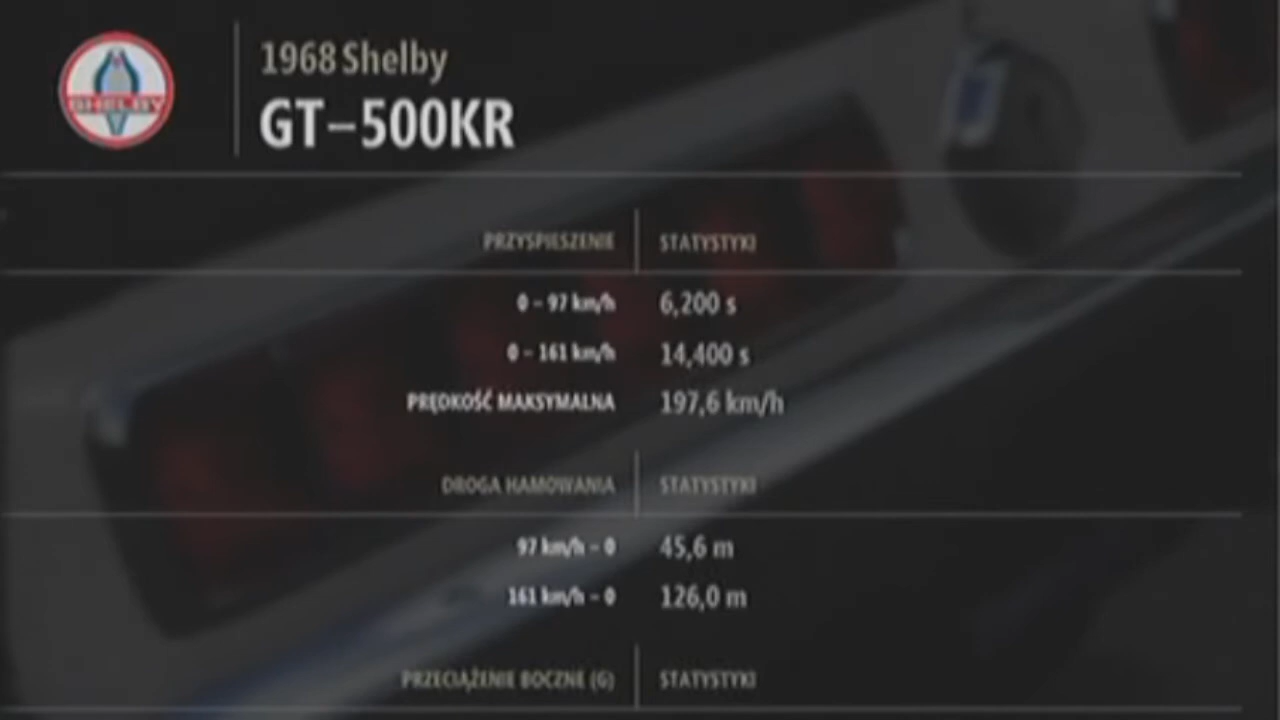 SHELBY
1968 Shelby
GT–500KR
PRZYSPIESZENIE STATYSTYKI
0 – 97 km/h 6,200 s
0 – 161 km/h 14,400 s
PRĘDKOŚĆ MAKSYMALNA 197,6 km/h
DROGA HAMOWANIA STATYSTYKI
97 km/h – 0 45,6 m
161 km/h – 0 126,0 m
PRZECIĄŻENIE BOCZNE (G) STATYSTYKI